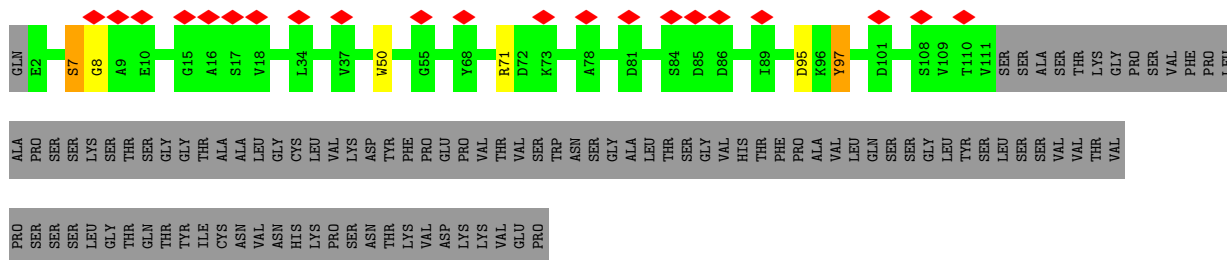 GLN E2 S7 G8 A9 E10 G15 A16 S17 V18 L34 V37 W50 G55 Y68 R71 D72 K73 A78 D81 S84 D85 D86 I89 D95 K96 Y97 D101 S108 V109 T110 V111 SER SER ALA SER THR LYS GLY PRO SER VAL PHE PRO LEU
ALA PRO SER SER LYS SER THR SER GLY GLY THR ALA ALA LEU GLY CYS LEU VAL LYS ASP TYR PHE PRO GLU PRO VAL THR VAL SER TRP ASN SER GLY ALA LEU THR SER GLY VAL HIS THR PHE PRO ALA VAL LEU GLN SER SER GLY LEU TYR SER LEU SER SER VAL VAL THR VAL
PRO SER SER SER LEU GLY THR GLN THR TYR ILE CYS ASN VAL ASN HIS LYS PRO SER ASN THR LYS VAL ASP LYS LYS VAL GLU PRO